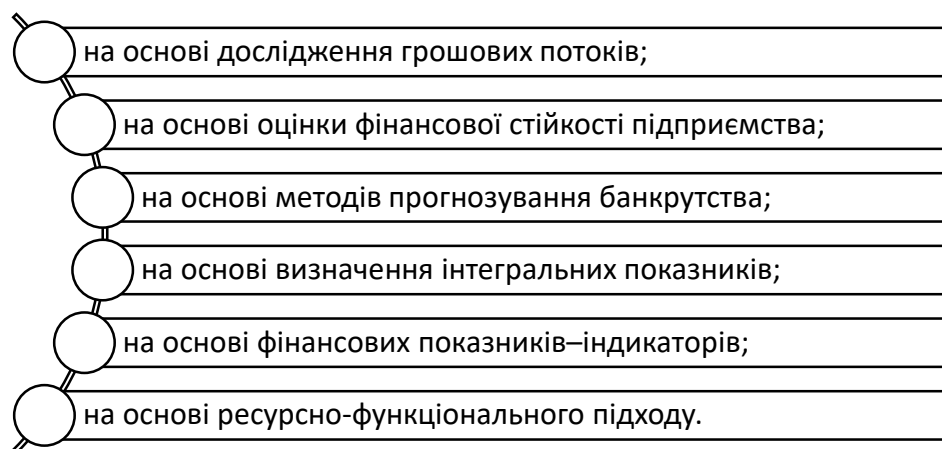 на основі дослідження грошових потоків;
на основі оцінки фінансової стійкості підприємства;
на основі методів прогнозування банкрутства;
на основі визначення інтегральних показників;
на основі фінансових показників–індикаторів;
на основі ресурсно-функціонального підходу.